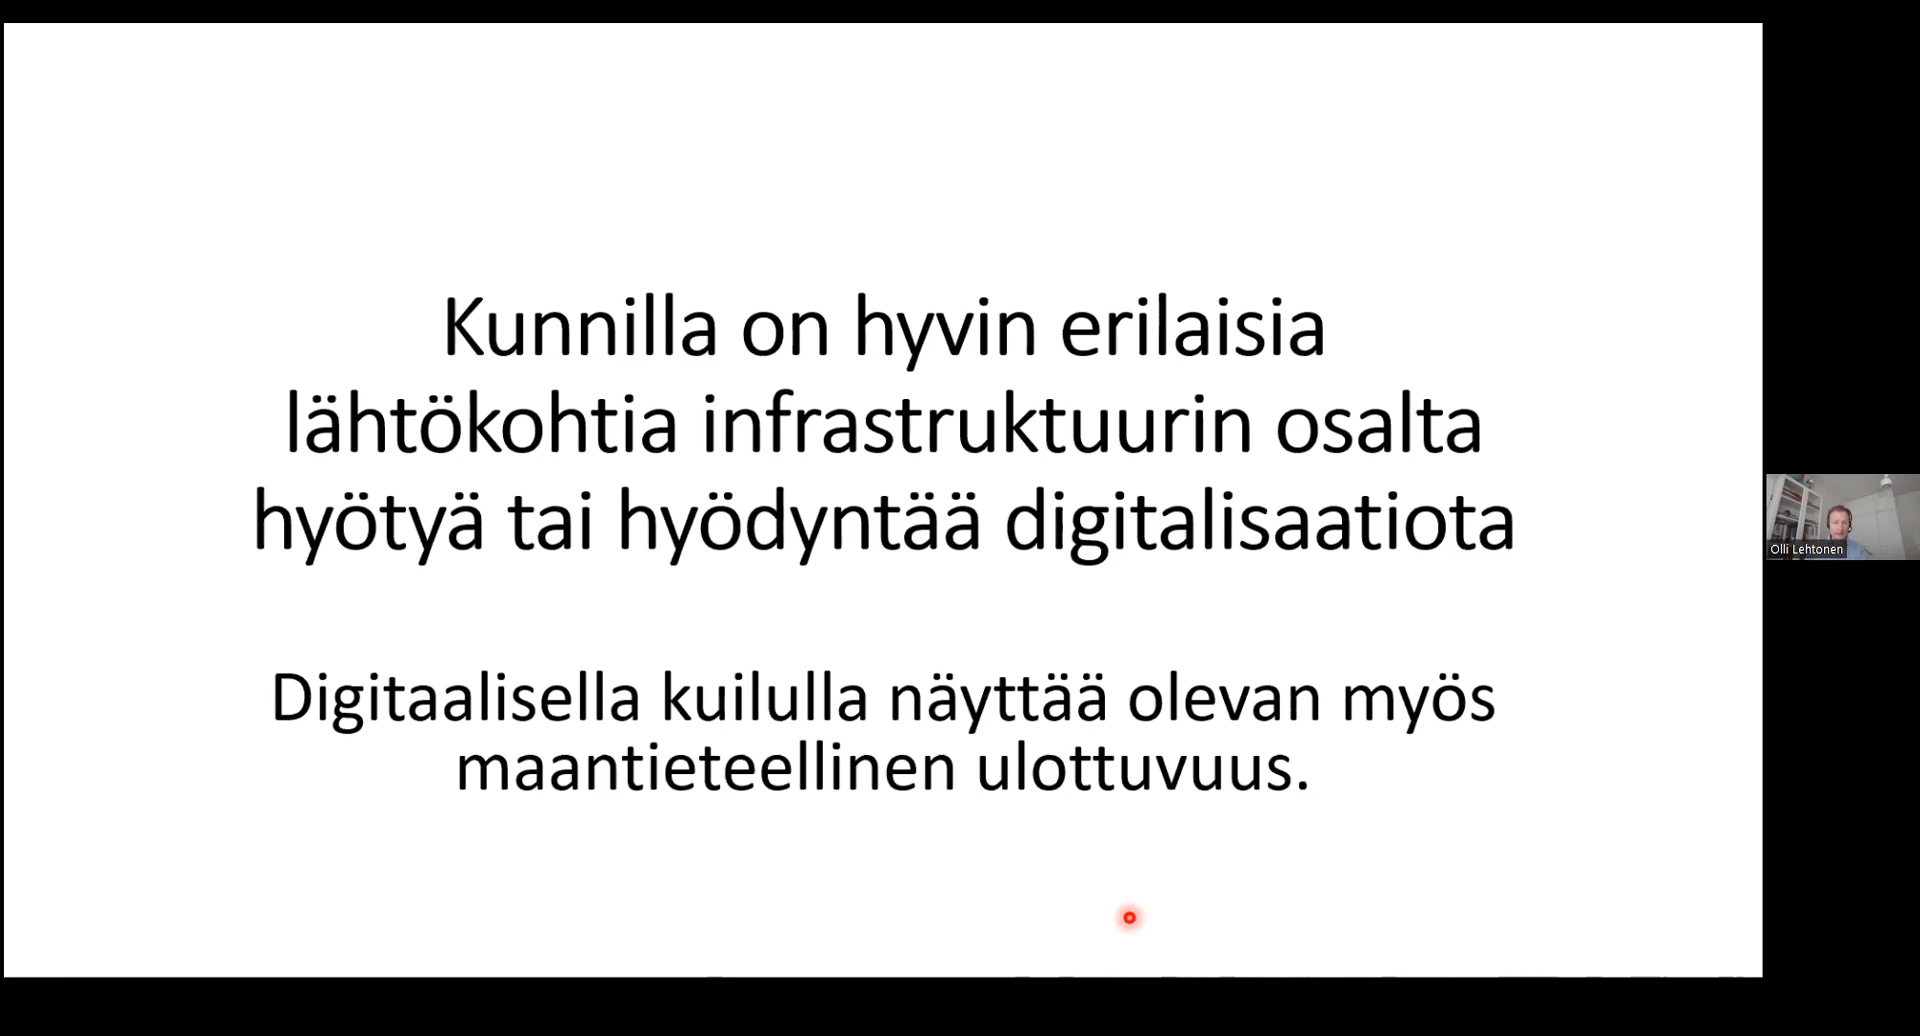 Kunnilla on hyvin erilaisia
lähtökohtia infrastruktuurin osalta
hyötyä tai hyödyntää digitalisaatiota
Digitaalisella kuilulla näyttää olevan myös
maantieteellinen ulottuvuus.
Olli Lehtonen